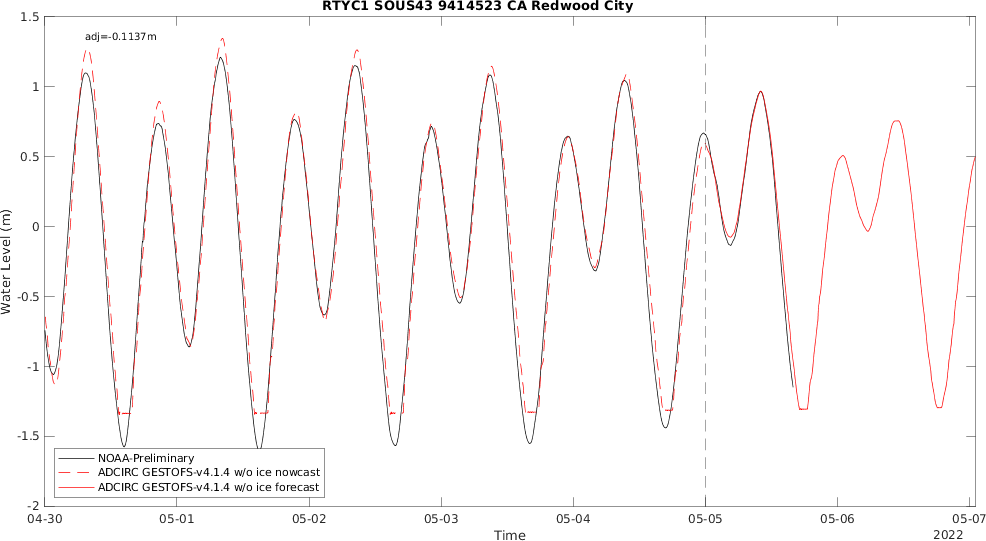 RTYC1 SOUS43 9414523 CA Redwood City
adj=-0.1137m
1.5
1
0.5
0
-0.5
-1
-1.5
-2
Water Level (m)
NOAA-Preliminary
ADCIRC GESTOFS-v4.1.4 w/o ice nowcast
ADCIRC GESTOFS-v4.1.4 w/o ice forecast
04-30 05-01 05-02 05-03 05-04 05-05 05-06 05-07
Time
2022